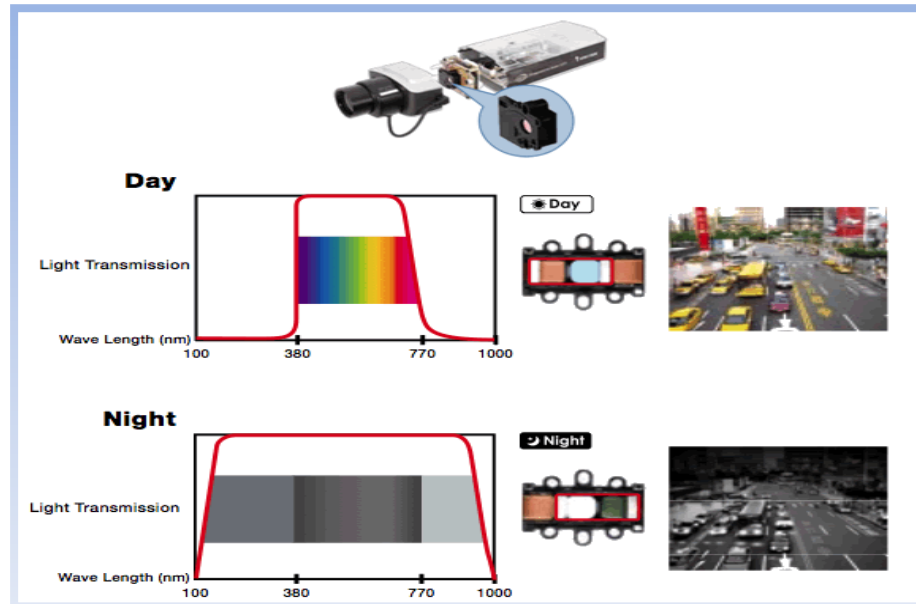 Day
Light Transmission
Wave Length (nm)
100 380 770 1000
Day
Night
Light Transmission
Wave Length (nm)
100 380 770 1000
Night